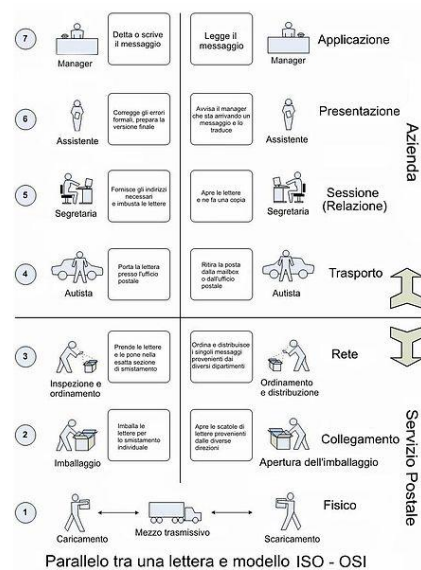 7
Manager
Detta o scrive
il messaggio
Legge il
messaggio
Manager
Applicazione
6
Assistente
Corregge gli errori
formali, prepara la
versione finale
Avvisa il manager
che sta arrivando un
messaggio e lo
traduce
Assistente
Presentazione
5
Segretaria
Fornisce gli indirizzi
necessari
e imbusta le lettere
Apre le lettere
e ne fa una copia
Segretaria
Sessione
(Relazione)
Azienda
4
Autista
Porta la lettera
presso l'ufficio
postale
Ritira la posta
dalla mailbox
o dall'ufficio
postale
Autista
Trasporto
3
Inspezione e
ordinamento
Prende le lettere
e le pone nella
esatta sezione
di smistamento
Ordina e distribuisce
i singoli messaggi
provenienti dai
diversi dipartimenti
Ordinamento
e distribuzione
Rete
2
Imballaggio
Imballa le
lettere per
lo smistamento
individuale
Apre le scatole di
lettere provenienti
dalle diverse
direzioni
Apertura dell'imballaggio
Collegamento
Servizio Postale
1
Caricamento
Mezzo trasmissivo
Scaricamento
Fisico
Parallelo tra una lettera e modello ISO - OSI